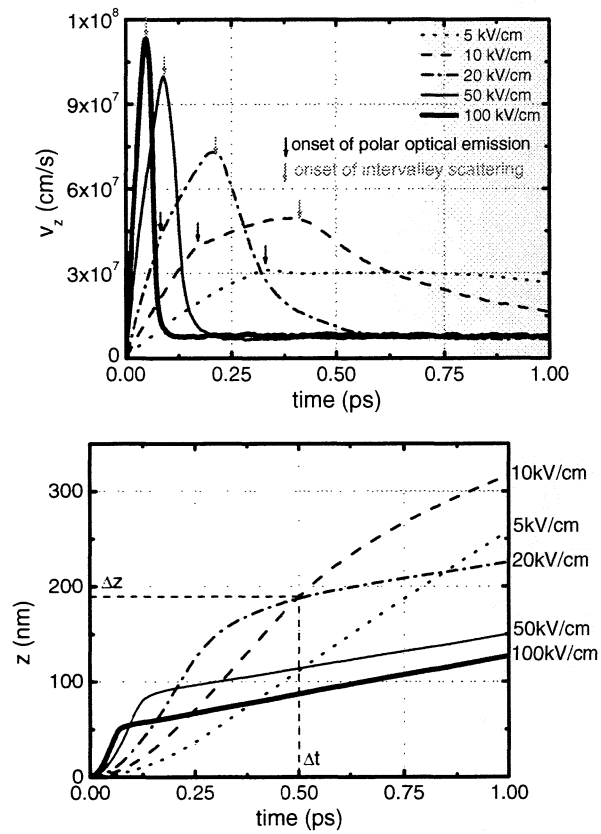 5 kV/cm
10 kV/cm
20 kV/cm
50 kV/cm
100 kV/cm
onset of polar optical emission
onset of intervalley scattering
v_z (cm/s)
1x10^8
9x10^7
6x10^7
3x10^7
0
0.00 0.25 0.50 0.75 1.00
time (ps)
z (nm)
300
200
100
0
Δz
Δt
10kV/cm
5kV/cm
20kV/cm
50kV/cm
100kV/cm
0.00 0.25 0.50 0.75 1.00
time (ps)